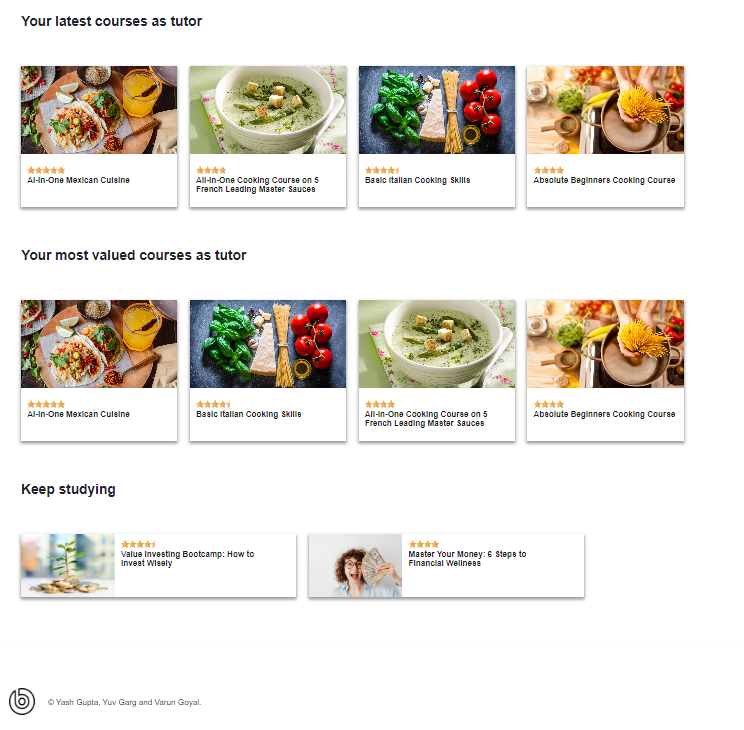 Your latest courses as tutor
Al-in-One Mexican Cuisine
All-in-One Cooking Course on 5
French Leading Master Sauces
Basic Italian Cooking Skills
Absolute Beginners Cooking Course
Your most valued courses as tutor
Al-in-One Mexican Cuisine
Basic Italian Cooking Skills
All-in-One Cooking Course on 5
French Leading Master Sauces
Absolute Beginners Cooking Course
Keep studying
Value Investing Bootcamp: How to
Invest Wisely
Master Your Money: 6 Steps to
Financial Wellness
© Yash Gupta, Yuv Garg and Varun Goyal.